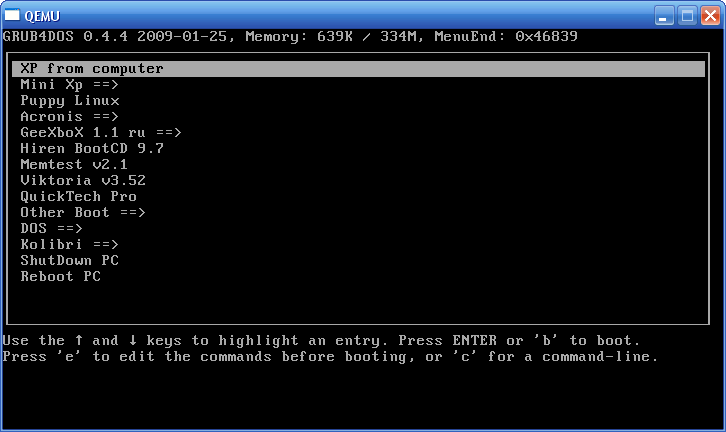 QEMU
GRUB4DOS 0.4.4 2009-01-25, Memory: 639K / 334M, MenuEnd: 0x46839
XP from computer
Mini Xp ==>
Puppy Linux
Acronis ==>
GeeXboX 1.1 ru ==>
Hiren BootCD 9.7
Memtest v2.1
Viktoria v3.52
QuickTech Pro
Other Boot ==>
DOS ==>
Kolibri ==>
ShutDown PC
Reboot PC
Use the ↑ and ↓ keys to highlight an entry. Press ENTER or 'b' to boot.
Press 'e' to edit the commands before booting, or 'c' for a command-line.